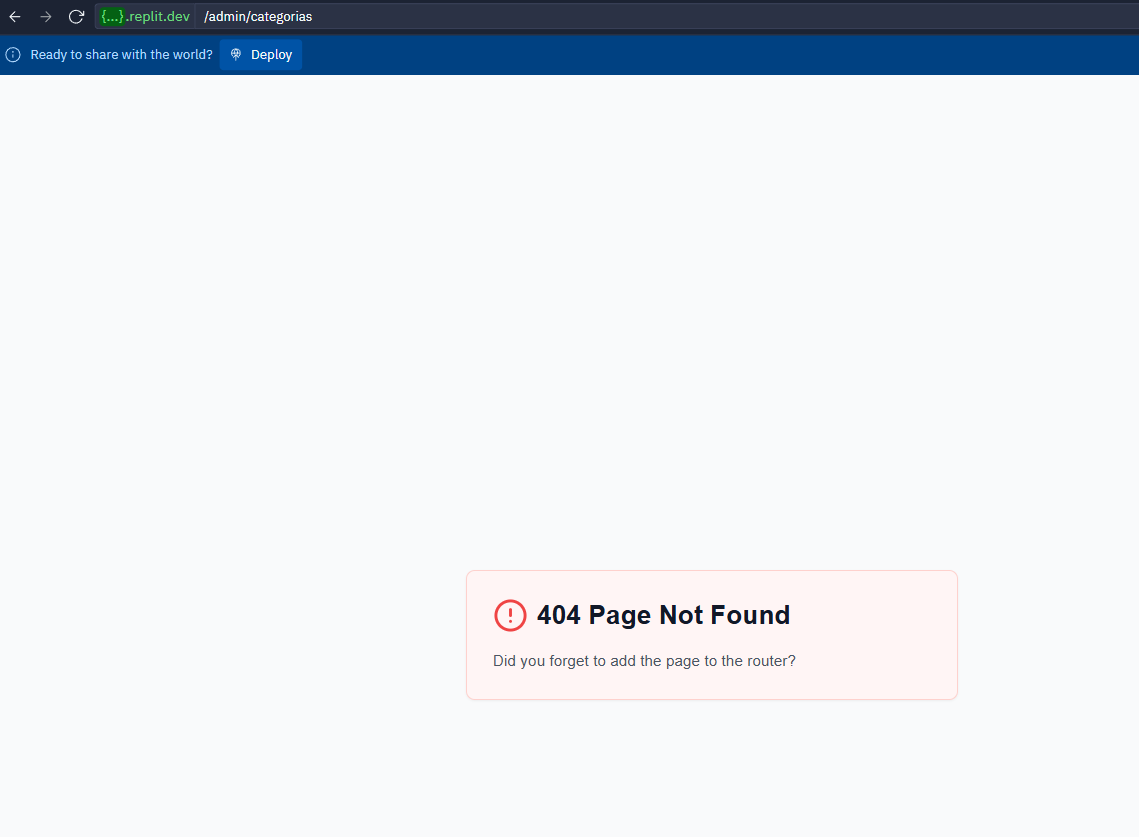 {...}.replit.dev /admin/categorias
Ready to share with the world? Deploy
404 Page Not Found
Did you forget to add the page to the router?